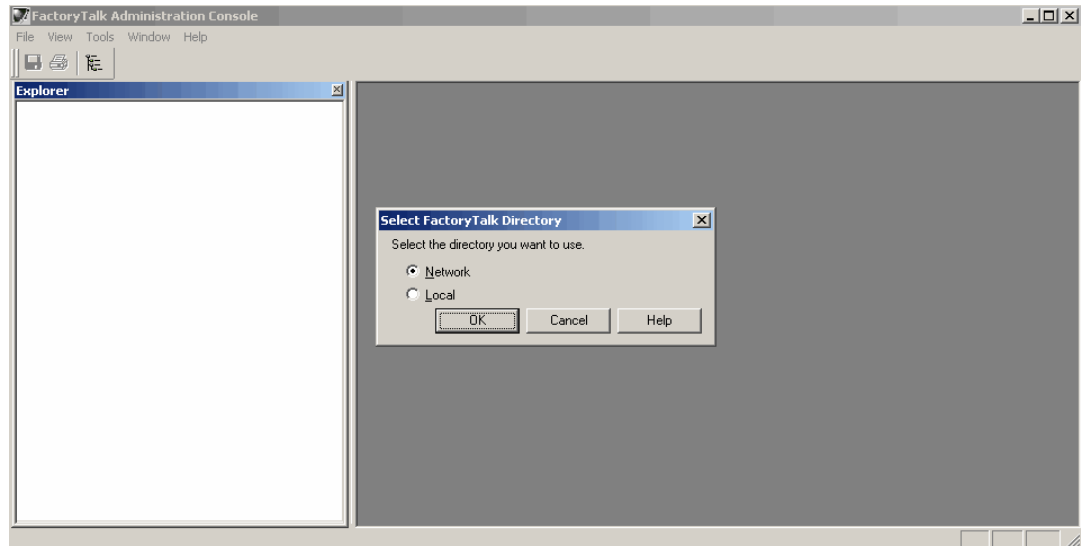 FactoryTalk Administration Console
File View Tools Window Help
Explorer
Select FactoryTalk Directory
Select the directory you want to use.
Network
Local
OK Cancel Help